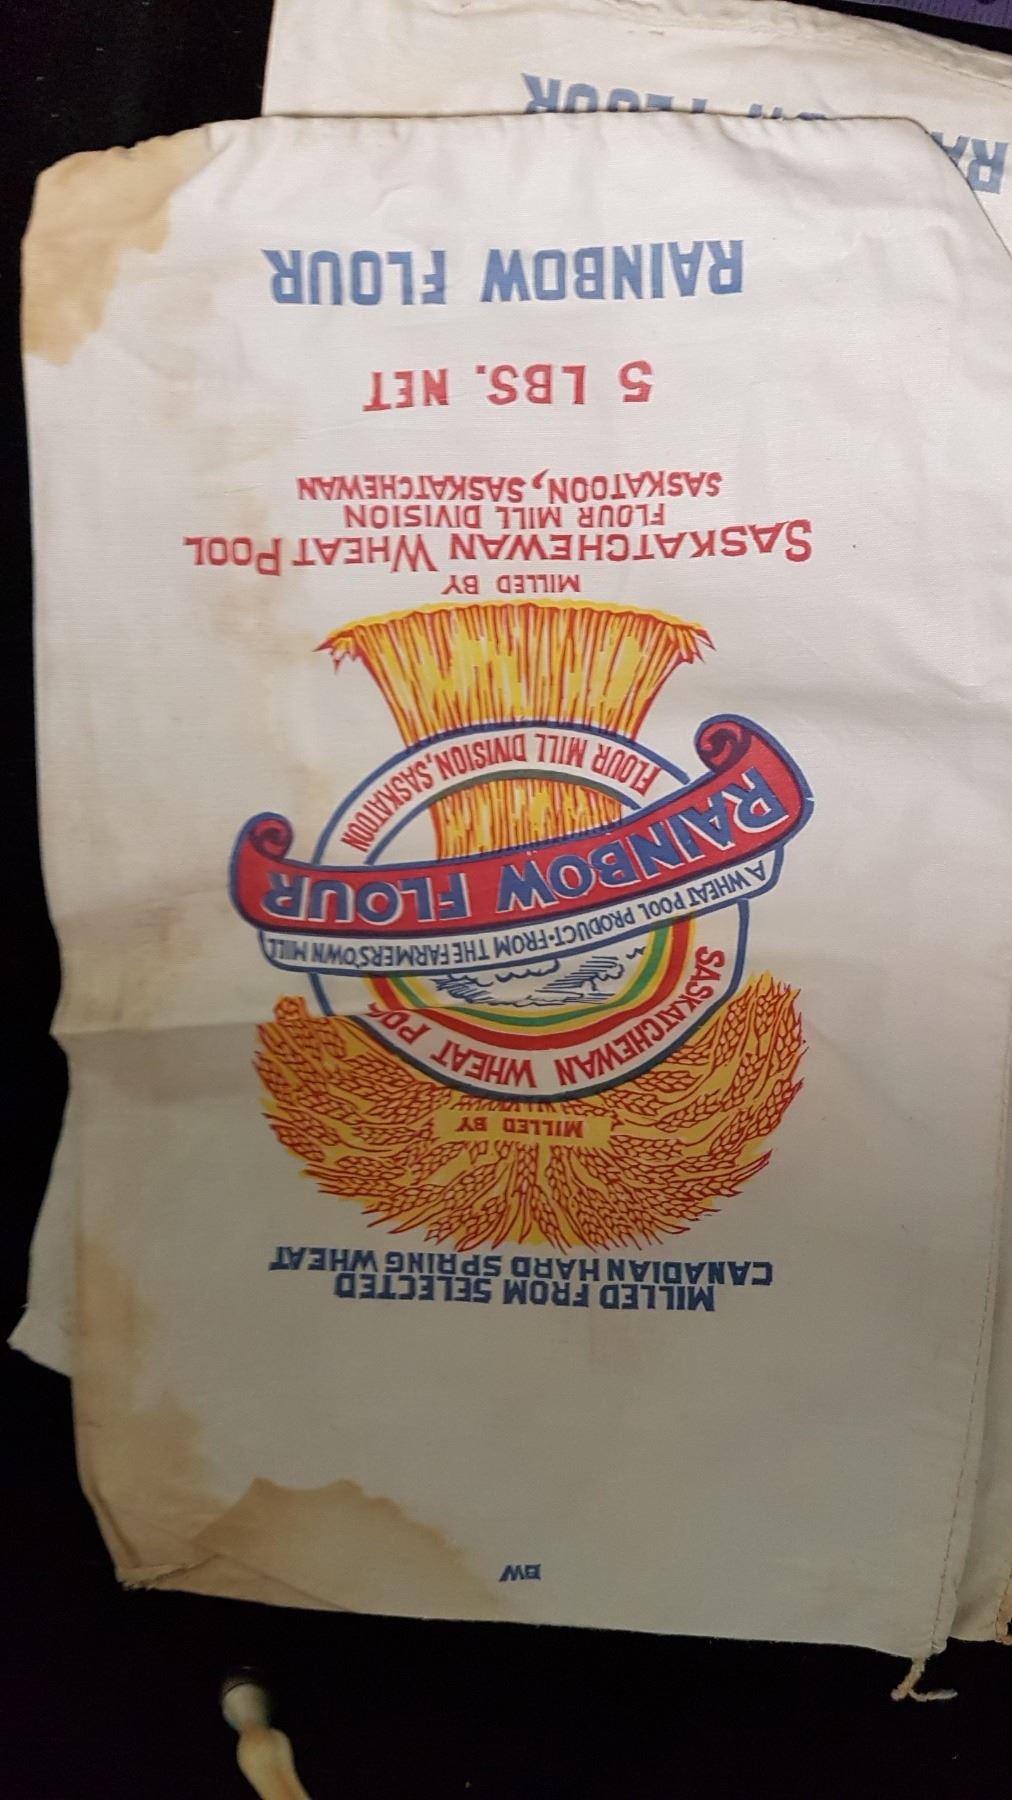 BW
MILLED FROM SELECTED
CANADIAN HARD SPRING WHEAT
MILLED BY
SASKATCHEWAN WHEAT
A WHEAT POOL PRODUCT·FROM THE FARMERS' OWN MILL
RAINBOW FLOUR
FLOUR MILL DIVISION, SASKATOON
MILLED BY
SASKATCHEWAN WHEAT POOL
FLOUR MILL DIVISION
SASKATOON, SASKATCHEWAN
5 LBS. NET
RAINBOW FLOUR
FLOUR